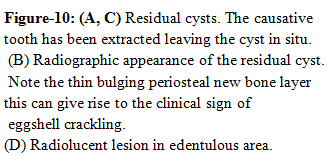 Figure-10: (A, C) Residual cysts. The causative
tooth has been extracted leaving the cyst in situ.
(B) Radiographic appearance of the residual cyst.
Note the thin bulging periosteal new bone layer
this can give rise to the clinical sign of
eggshell crackling.
(D) Radiolucent lesion in edentulous area.